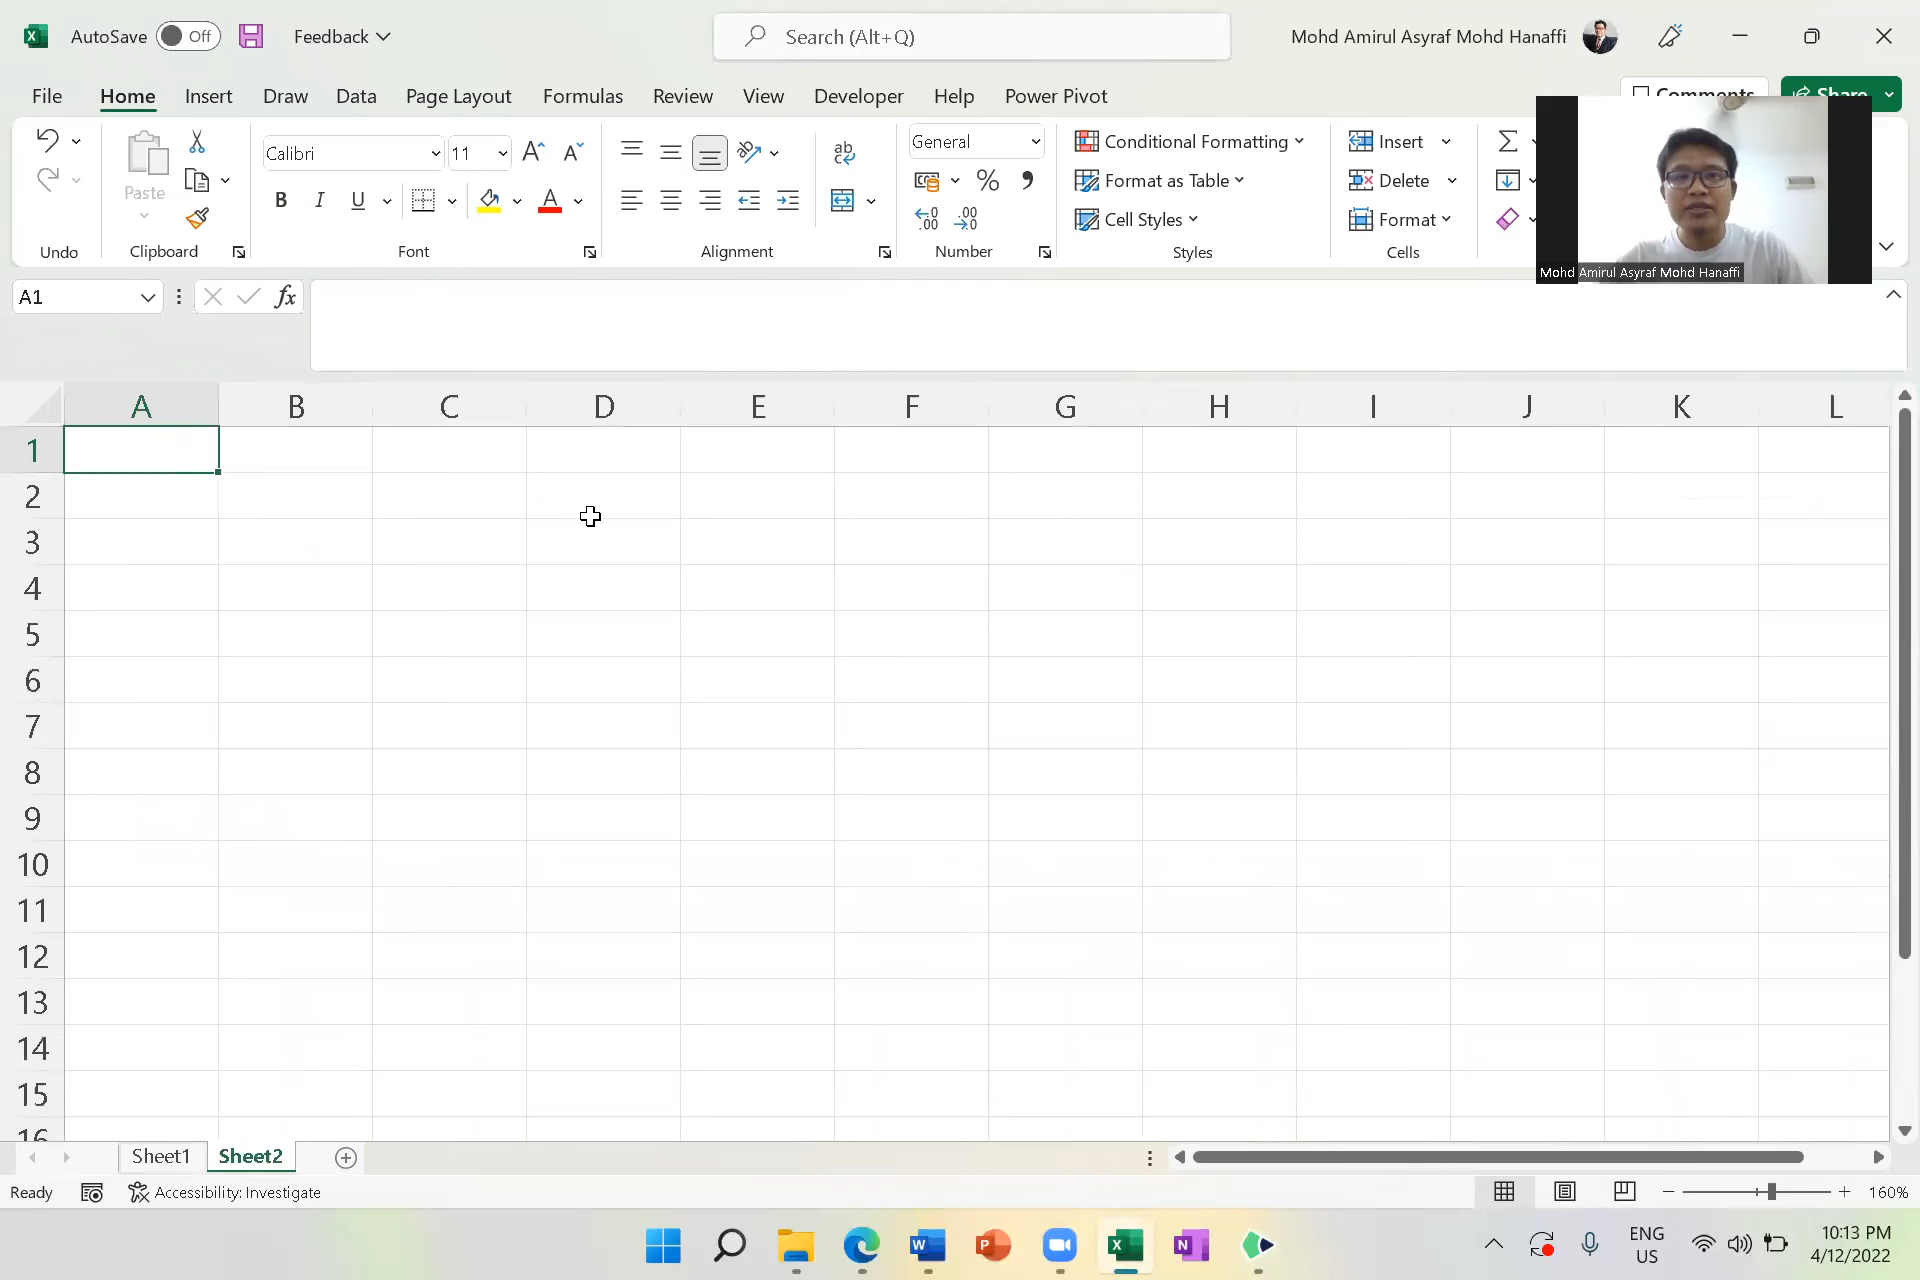 AutoSave Off Feedback Search (Alt+Q) Mohd Amirul Asyraf Mohd Hanaffi
File Home Insert Draw Data Page Layout Formulas Review View Developer Help Power Pivot Comments Share
Calibri 11 General Conditional Formatting Insert
Paste Format as Table Delete
B I U Cell Styles Format
Undo Clipboard Font Alignment Number Styles Cells
Mohd Amirul Asyraf Mohd Hanaffi
A1 fx
A B C D E F G H I J K L
1
2
3
4
5
6
7
8
9
10
11
12
13
14
15
16
Sheet1 Sheet2
Ready Accessibility: Investigate 160%
ENG 10:13 PM
US 4/12/2022